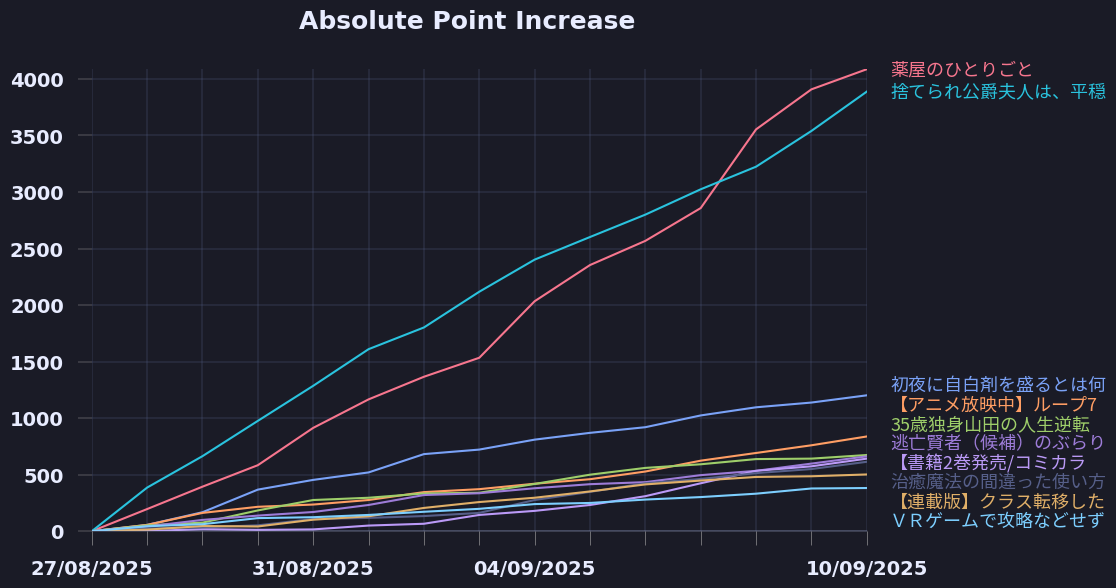 Absolute Point Increase
4000
3500
3000
2500
2000
1500
1000
500
0
27/08/2025
31/08/2025
04/09/2025
10/09/2025
薬屋のひとりごと
捨てられ公爵夫人は、平穏
初夜に自白剤を盛るとは何
【アニメ放映中】ループ7
35歳独身山田の人生逆転
逃亡賢者（候補）のぶらり
【書籍2巻発売/コミカラ
治癒魔法の間違った使い方
【連載版】クラス転移した
ＶＲゲームで攻略などせず